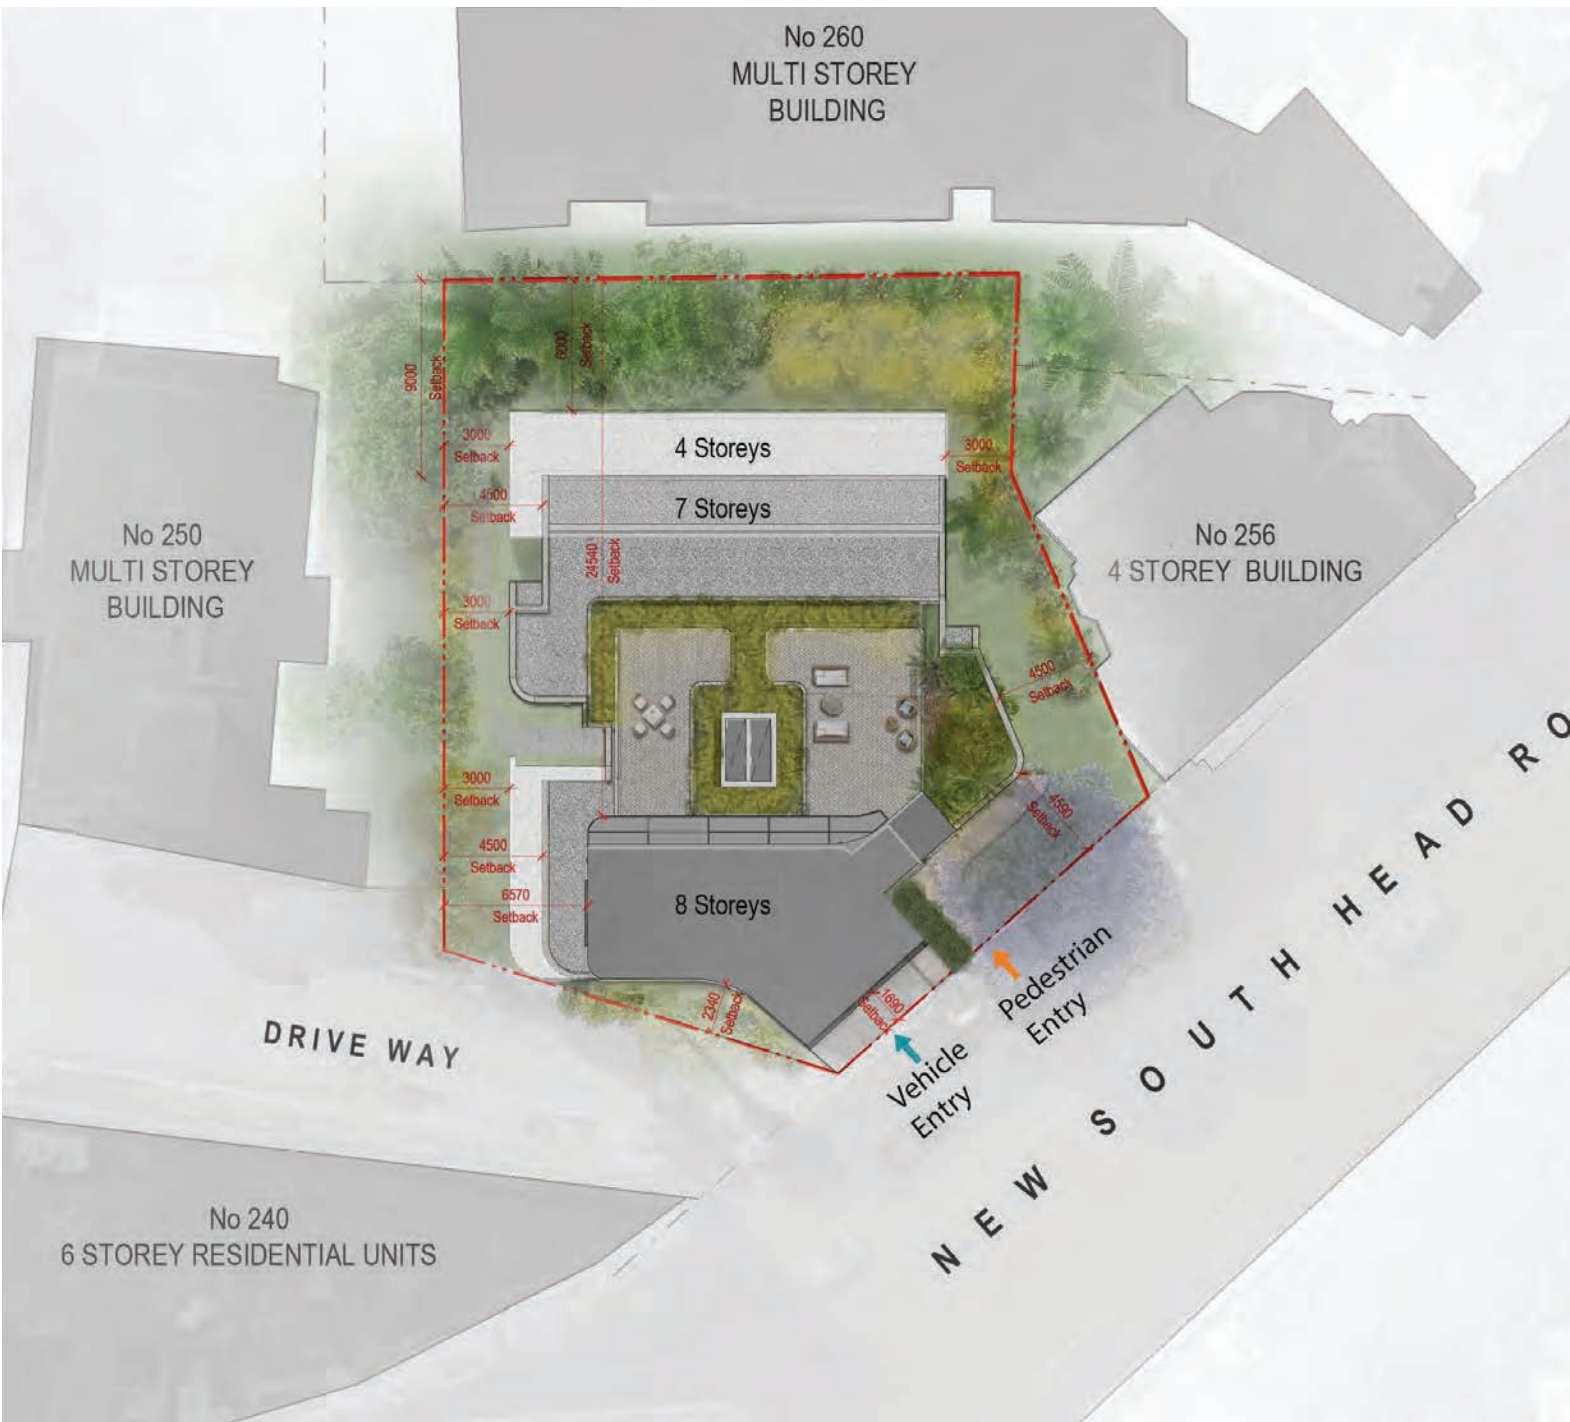 No 260
MULTI STOREY
BUILDING
6000
Setback
9000
Setback
3000
Setback
4 Storeys
3000
Setback
4500
Setback
7 Storeys
No 250
MULTI STOREY
BUILDING
No 256
4 STOREY BUILDING
24540
Setback
3000
Setback
4500
Setback
3000
Setback
4590
Setback
4500
Setback
6570
Setback
8 Storeys
2340
Setback
1690
Setback
Pedestrian
Entry
Vehicle
Entry
DRIVE WAY
NEW SOUTH HEAD RO
No 240
6 STOREY RESIDENTIAL UNITS